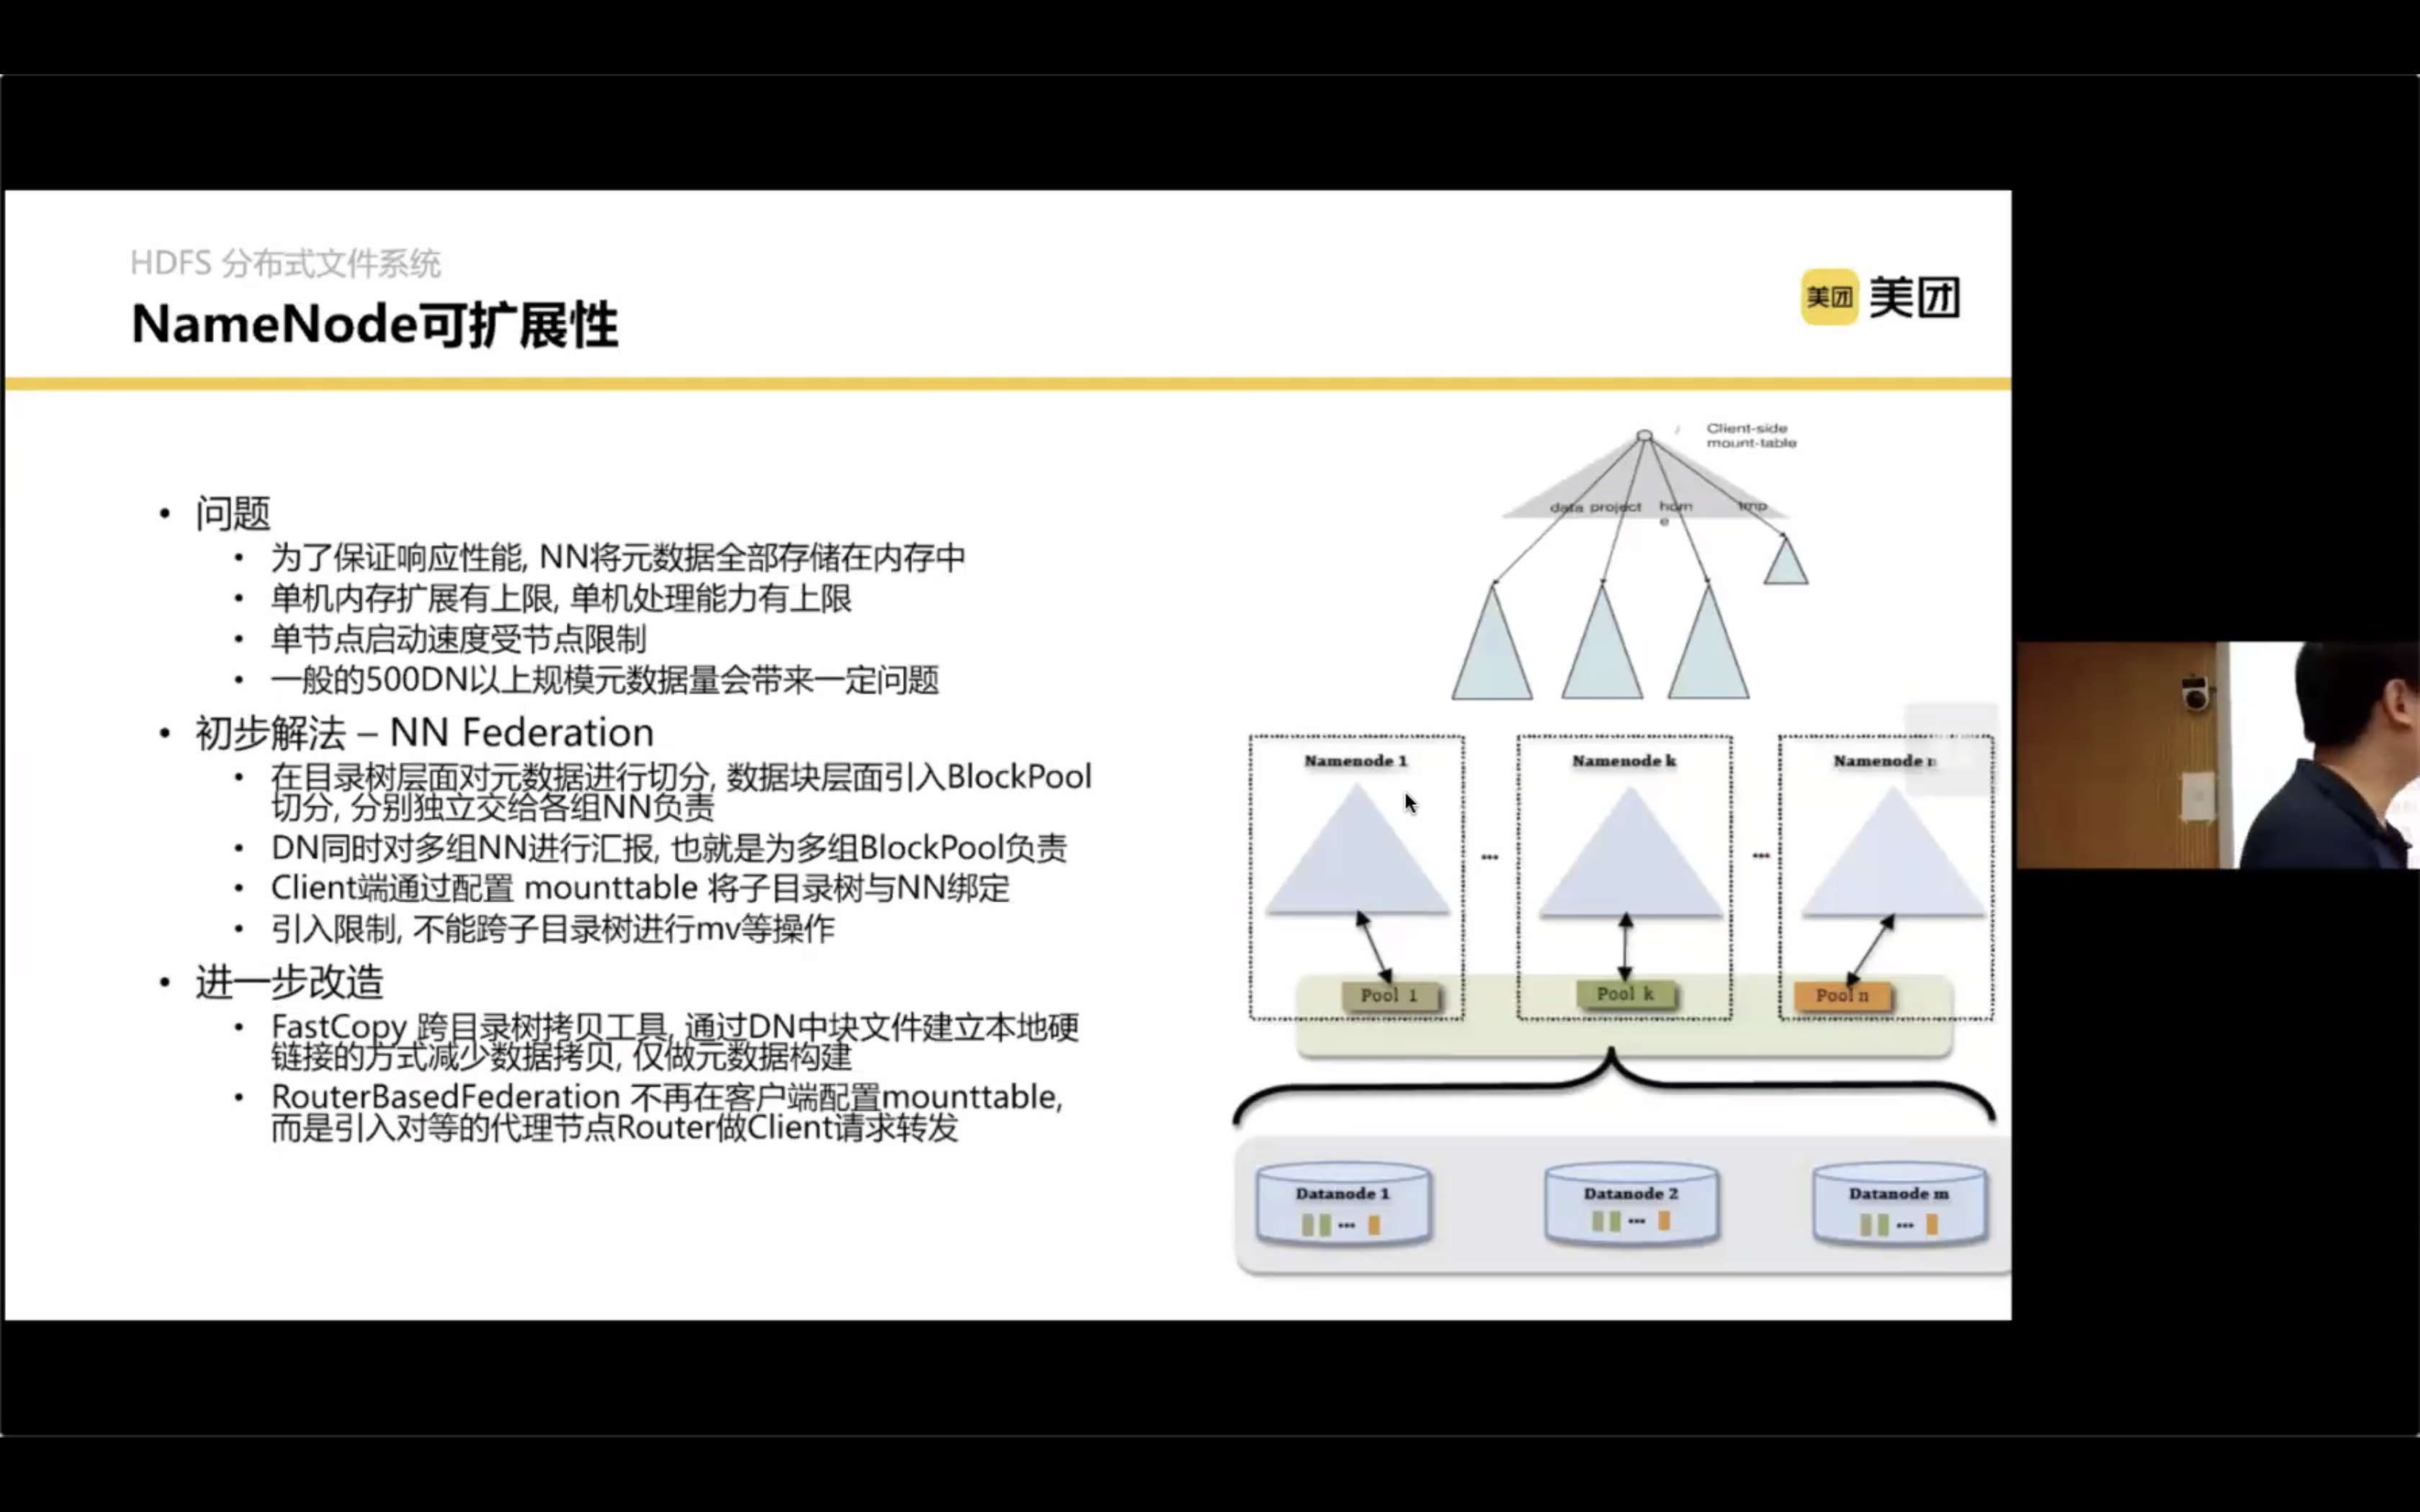 HDFS 分布式文件系统
NameNode可扩展性
美团 美团
• 问题
• 为了保证响应性能, NN将元数据全部存储在内存中
• 单机内存扩展有上限, 单机处理能力有上限
• 单节点启动速度受节点限制
• 一般的500DN以上规模元数据量会带来一定问题
• 初步解法 – NN Federation
• 在目录树层面对元数据进行切分, 数据块层面引入BlockPool
切分, 分别独立交给各组NN负责
• DN同时对多组NN进行汇报, 也就是为多组BlockPool负责
• Client端通过配置 mounttable 将子目录树与NN绑定
• 引入限制, 不能跨子目录树进行mv等操作
• 进一步改造
• FastCopy 跨目录树拷贝工具, 通过DN中块文件建立本地硬
链接的方式减少数据拷贝, 仅做元数据构建
• RouterBasedFederation 不再在客户端配置mounttable,
而是引入对等的代理节点Router做Client请求转发
/ Client-side
mount-table
data project hom tmp
e
Namenode 1 Namenode k Namenode n
... ...
Pool 1 Pool k Pool n
Datanode 1 Datanode 2 Datanode m
... ... ...